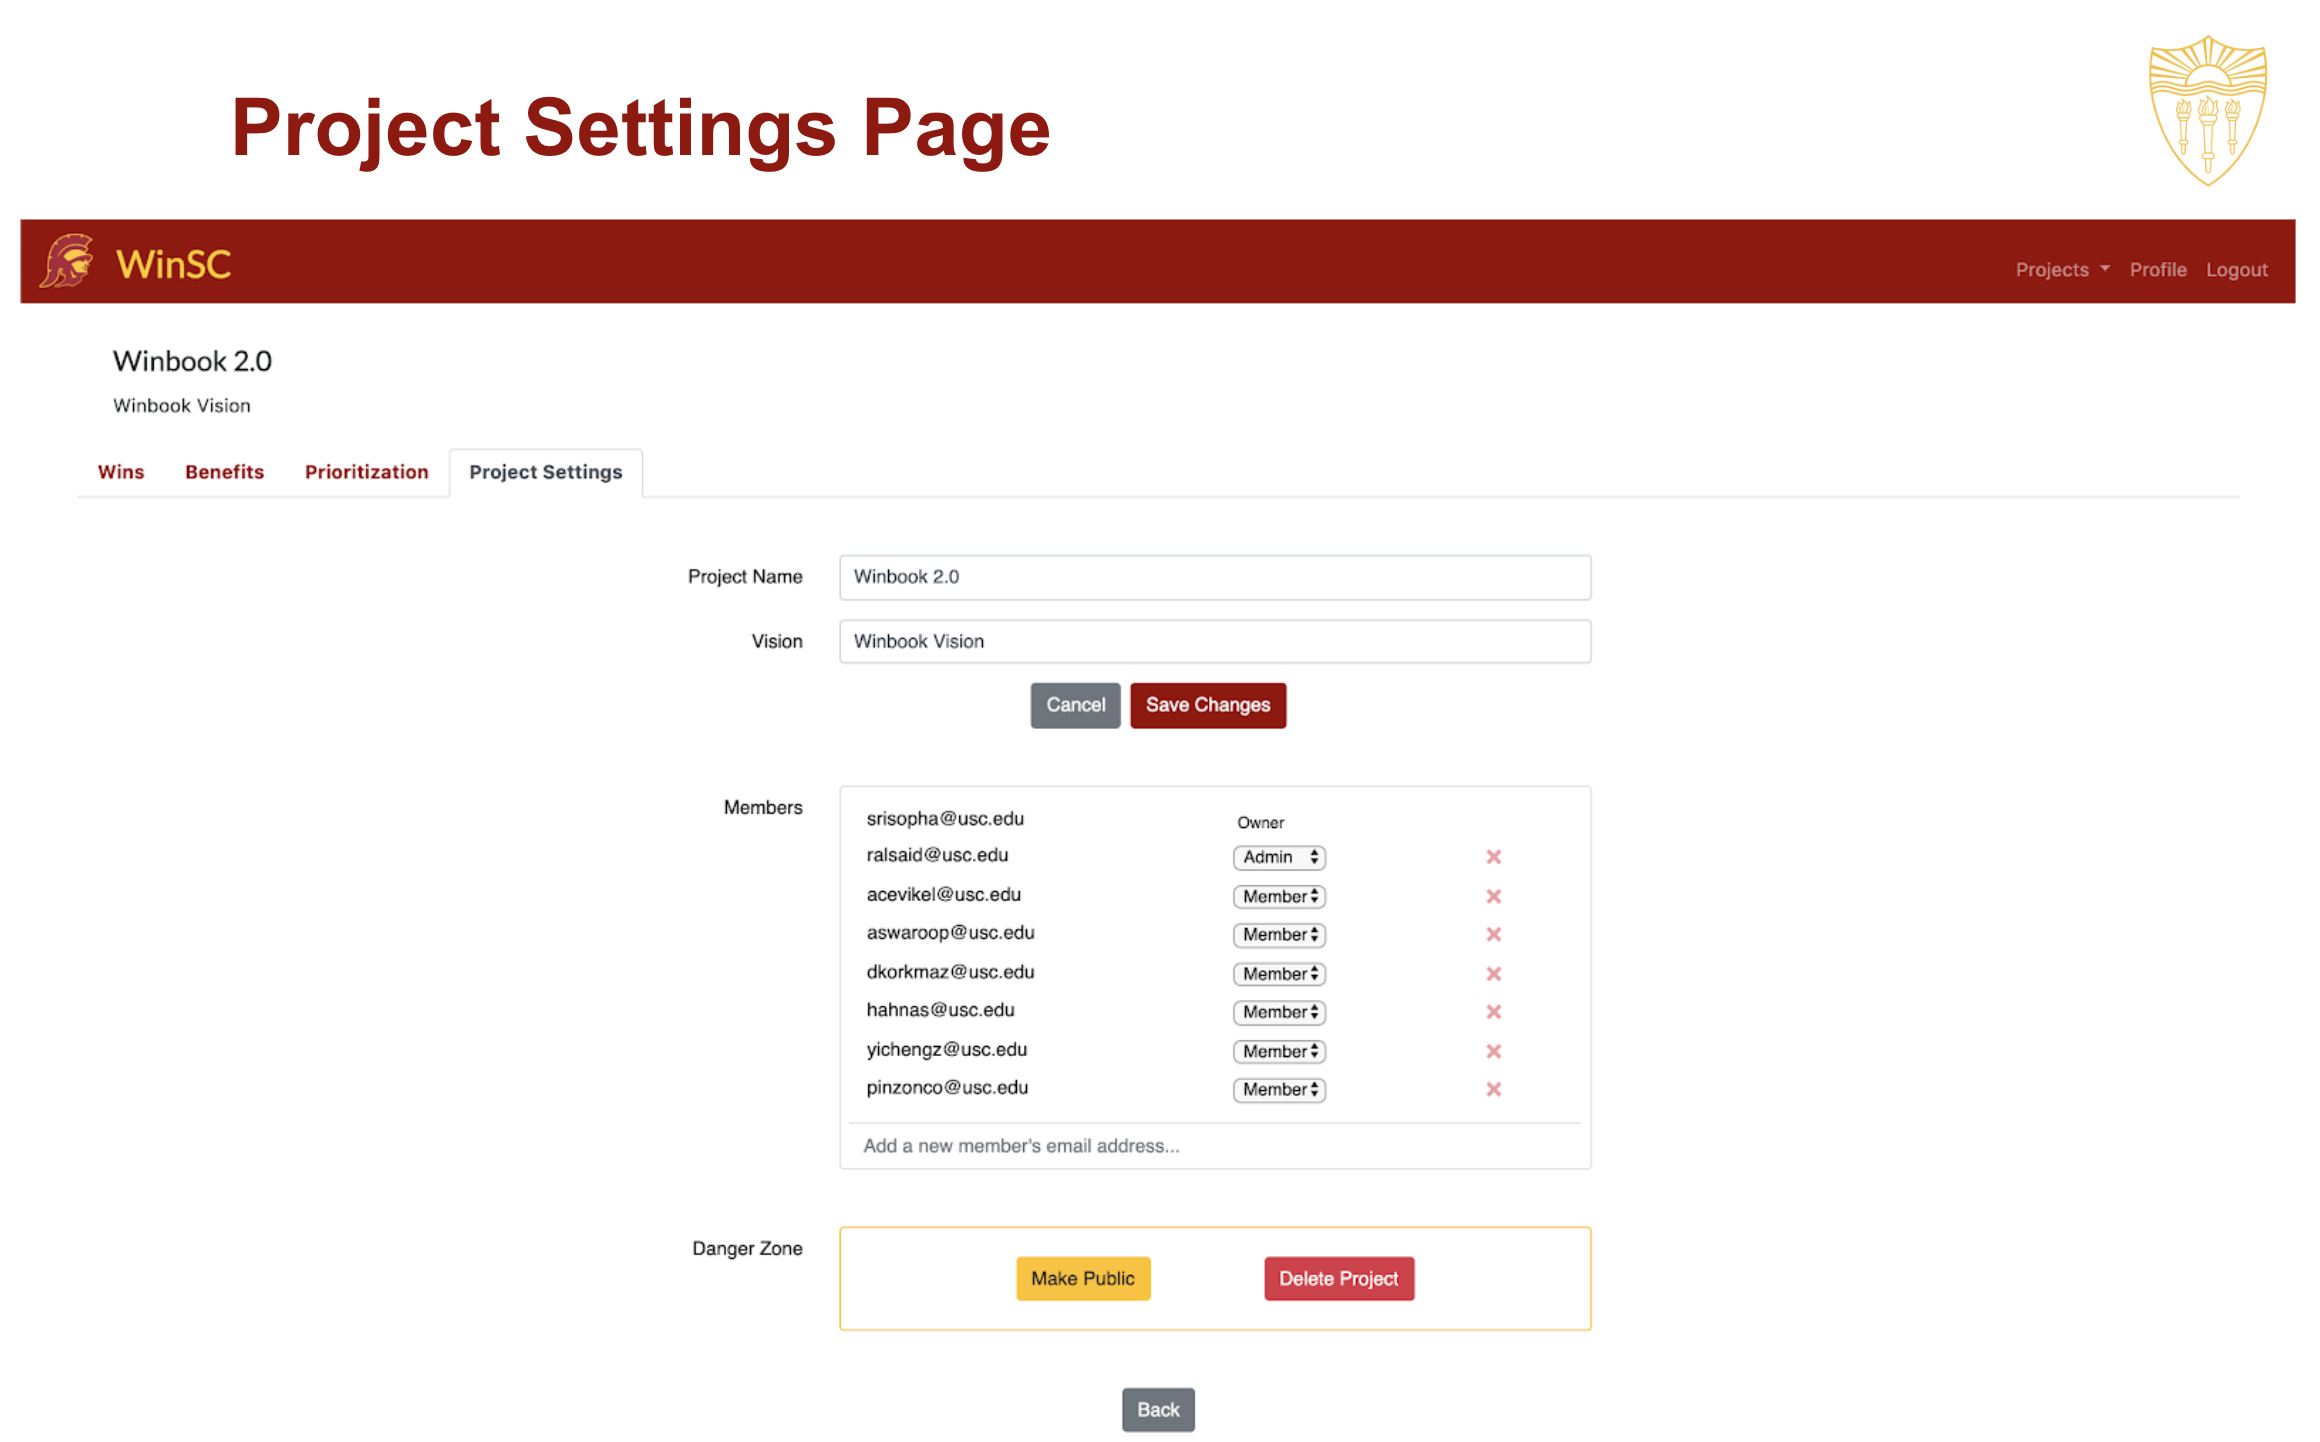 Project Settings Page
WinSC
Projects Profile Logout
Winbook 2.0
Winbook Vision
Wins Benefits Prioritization Project Settings
Project Name Winbook 2.0
Vision Winbook Vision
Cancel Save Changes
Members srisopha@usc.edu Owner
ralsaid@usc.edu Admin
acevikel@usc.edu Member
aswaroop@usc.edu Member
dkorkmaz@usc.edu Member
hahnas@usc.edu Member
yichengz@usc.edu Member
pinzonco@usc.edu Member
Add a new member's email address...
Danger Zone Make Public Delete Project
Back